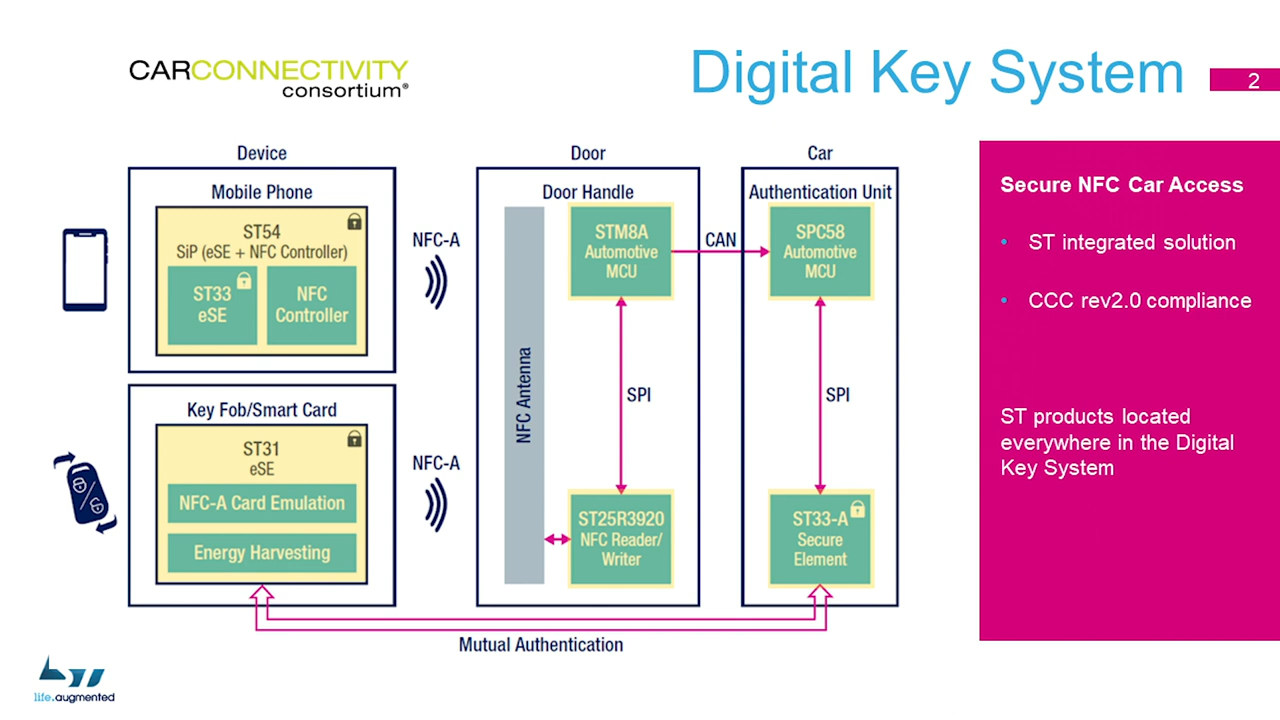 CARCONNECTIVITY
consortium®
Digital Key System
2
Device
Mobile Phone
ST54
SiP (eSE + NFC Controller)
ST33
eSE
NFC
Controller
NFC-A
Key Fob/Smart Card
ST31
eSE
NFC-A Card Emulation
Energy Harvesting
NFC-A
Door
Door Handle
NFC Antenna
STM8A
Automotive
MCU
SPI
ST25R3920
NFC Reader/
Writer
CAN
Car
Authentication Unit
SPC58
Automotive
MCU
SPI
ST33-A
Secure
Element
Mutual Authentication
Secure NFC Car Access
• ST integrated solution
• CCC rev2.0 compliance
ST products located
everywhere in the Digital
Key System
ST
life.augmented